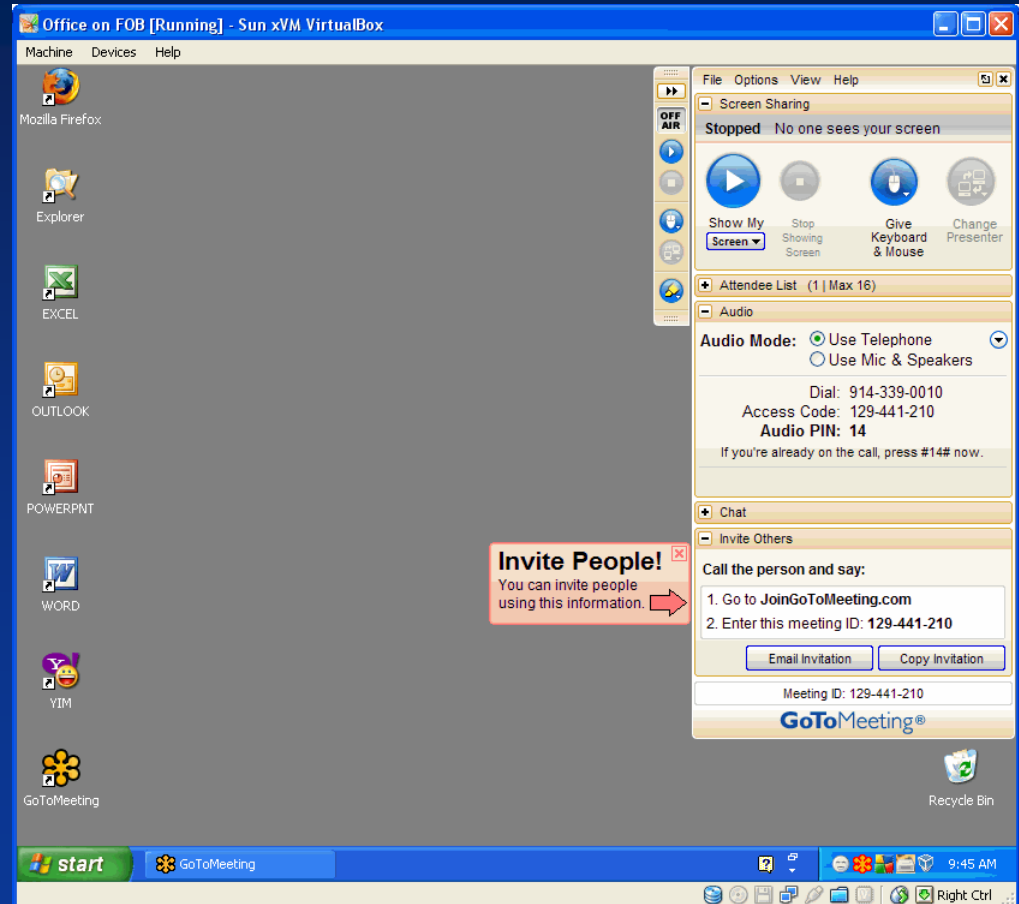 Office on FOB [Running] - Sun xVM VirtualBox
Machine Devices Help
Mozilla Firefox
Explorer
EXCEL
OUTLOOK
POWERPNT
WORD
YIM
GoToMeeting
OFF
AIR
File Options View Help
Screen Sharing
Stopped No one sees your screen
Show My
Screen
Stop
Showing
Screen
Give
Keyboard
& Mouse
Change
Presenter
Attendee List (1 | Max 16)
Audio
Audio Mode: Use Telephone
Use Mic & Speakers
Dial: 914-339-0010
Access Code: 129-441-210
Audio PIN: 14
If you're already on the call, press #14# now.
Chat
Invite Others
Call the person and say:
1. Go to JoinGoToMeeting.com
2. Enter this meeting ID: 129-441-210
Email Invitation Copy Invitation
Meeting ID: 129-441-210
GoToMeeting®
Invite People!
You can invite people
using this information.
Recycle Bin
start GoToMeeting 9:45 AM
Right Ctrl